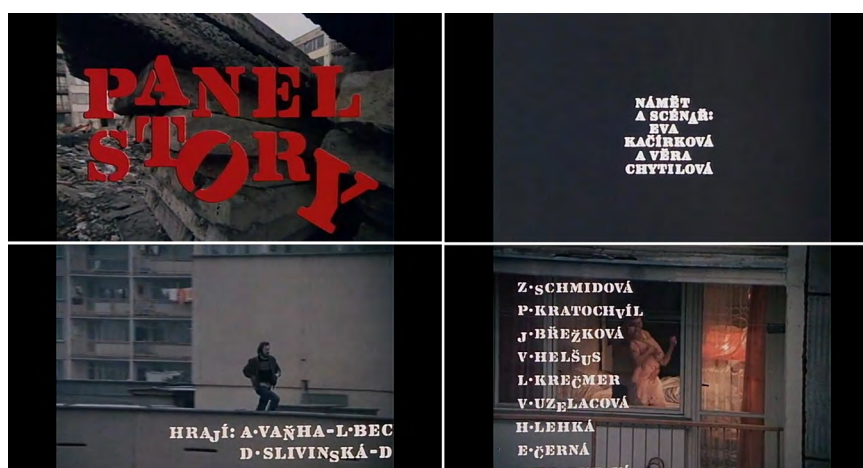 PANEL
STORY
NÁMĚT
A SCÉNÁŘ:
EVA
KAČÍRKOVÁ
A VĚRA
CHYTILOVÁ
HRAJÍ: A·VAŇHA-L·BEC
D·SLIVINSKÁ-D
Z·SCHMIDOVÁ
P·KRATOCHVÍL
J·BŘEŽKOVÁ
V·HELŠUS
L·KREČMER
V·UZELACOVÁ
H·LEHKÁ
E·ČERNÁ